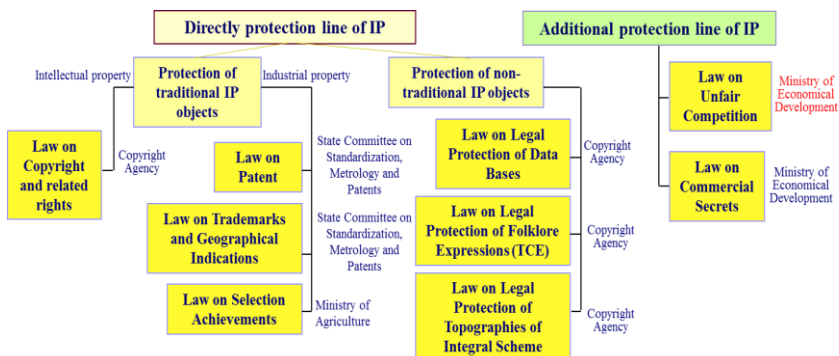 Directly protection line of IP
Additional protection line of IP
Intellectual property
Protection of
traditional IP
objects
Industrial property
Protection of non-
traditional IP objects
Law on
Unfair
Competition
Ministry of
Economical
Development
Law on
Copyright
and related
rights
Copyright
Agency
Law on
Patent
State Committee on
Standardization,
Metrology and
Patents
Law on Legal
Protection of Data
Bases
Copyright
Agency
Law on
Commercial
Secrets
Ministry of
Economical
Development
Law on Trademarks
and Geographical
Indications
State Committee on
Standardization,
Metrology and
Patents
Law on Legal
Protection of Folklore
Expressions (TCE)
Copyright
Agency
Law on Selection
Achievements
Ministry of
Agriculture
Law on Legal
Protection of
Topographies of
Integral Scheme
Copyright
Agency